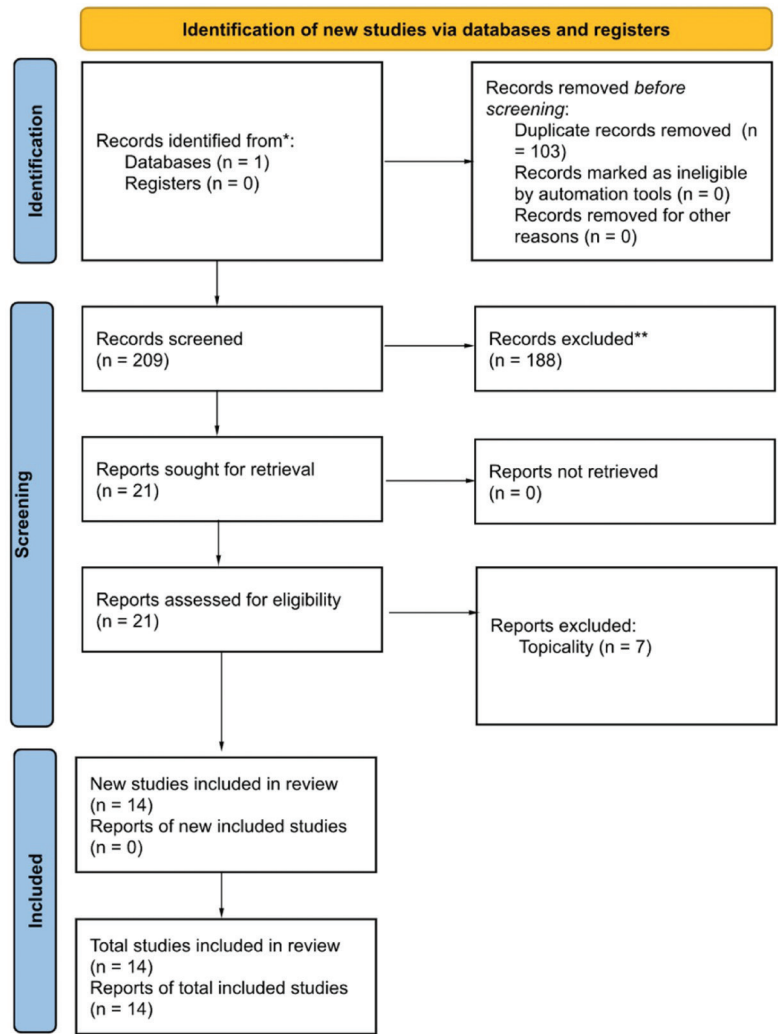 Identification of new studies via databases and registers
Identification
Records identified from*:
Databases (n = 1)
Registers (n = 0)
Records removed before
screening:
Duplicate records removed (n
= 103)
Records marked as ineligible
by automation tools (n = 0)
Records removed for other
reasons (n = 0)
Screening
Records screened
(n = 209)
Records excluded**
(n = 188)
Reports sought for retrieval
(n = 21)
Reports not retrieved
(n = 0)
Reports assessed for eligibility
(n = 21)
Reports excluded:
Topicality (n = 7)
Included
New studies included in review
(n = 14)
Reports of new included studies
(n = 0)
Total studies included in review
(n = 14)
Reports of total included studies
(n = 14)